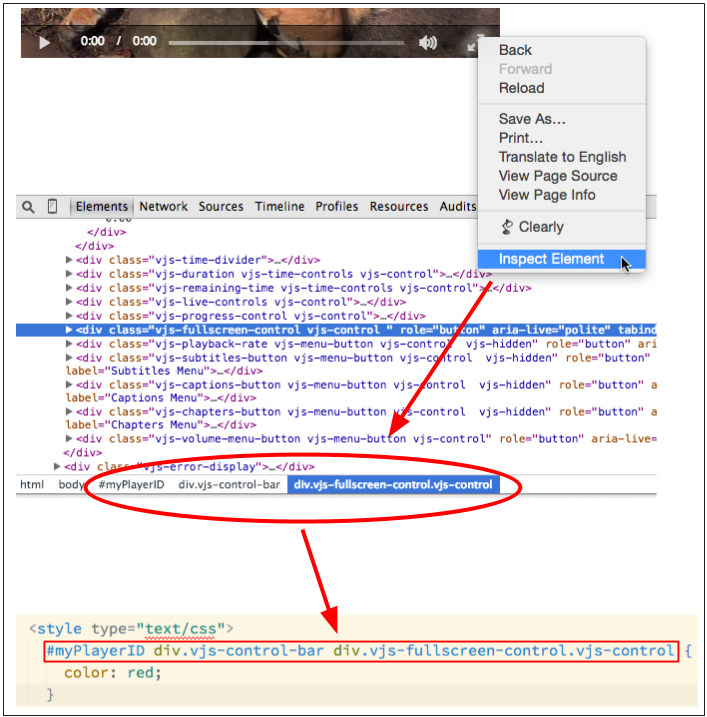 0:00 / 0:00
Back
Forward
Reload
Save As…
Print…
Translate to English
View Page Source
View Page Info
Clearly
Inspect Element
Elements Network Sources Timeline Profiles Resources Audits
0:00
</div>
</div>
▶<div class="vjs-time-divider">…</div>
▶<div class="vjs-duration vjs-time-controls vjs-control">…</div>
▶<div class="vjs-remaining-time vjs-time-controls vjs-control">…</div>
▶<div class="vjs-live-controls vjs-control">…</div>
▶<div class="vjs-progress-control vjs-control">…</div>
▶<div class="vjs-fullscreen-control vjs-control " role="button" aria-live="polite" tabind
▶<div class="vjs-playback-rate vjs-menu-button vjs-control  vjs-hidden" role="button" ari
▶<div class="vjs-subtitles-button vjs-menu-button vjs-control  vjs-hidden" role="button"
label="Subtitles Menu">…</div>
▶<div class="vjs-captions-button vjs-menu-button vjs-control  vjs-hidden" role="button" a
label="Captions Menu">…</div>
▶<div class="vjs-chapters-button vjs-menu-button vjs-control  vjs-hidden" role="button" a
label="Chapters Menu">…</div>
▶<div class="vjs-volume-menu-button vjs-menu-button vjs-control" role="button" aria-live=
</div>
▶<div class="vjs-error-display">…</div>
html body #myPlayerID div.vjs-control-bar div.vjs-fullscreen-control.vjs-control
<style type="text/css">
#myPlayerID div.vjs-control-bar div.vjs-fullscreen-control.vjs-control {
color: red;
}